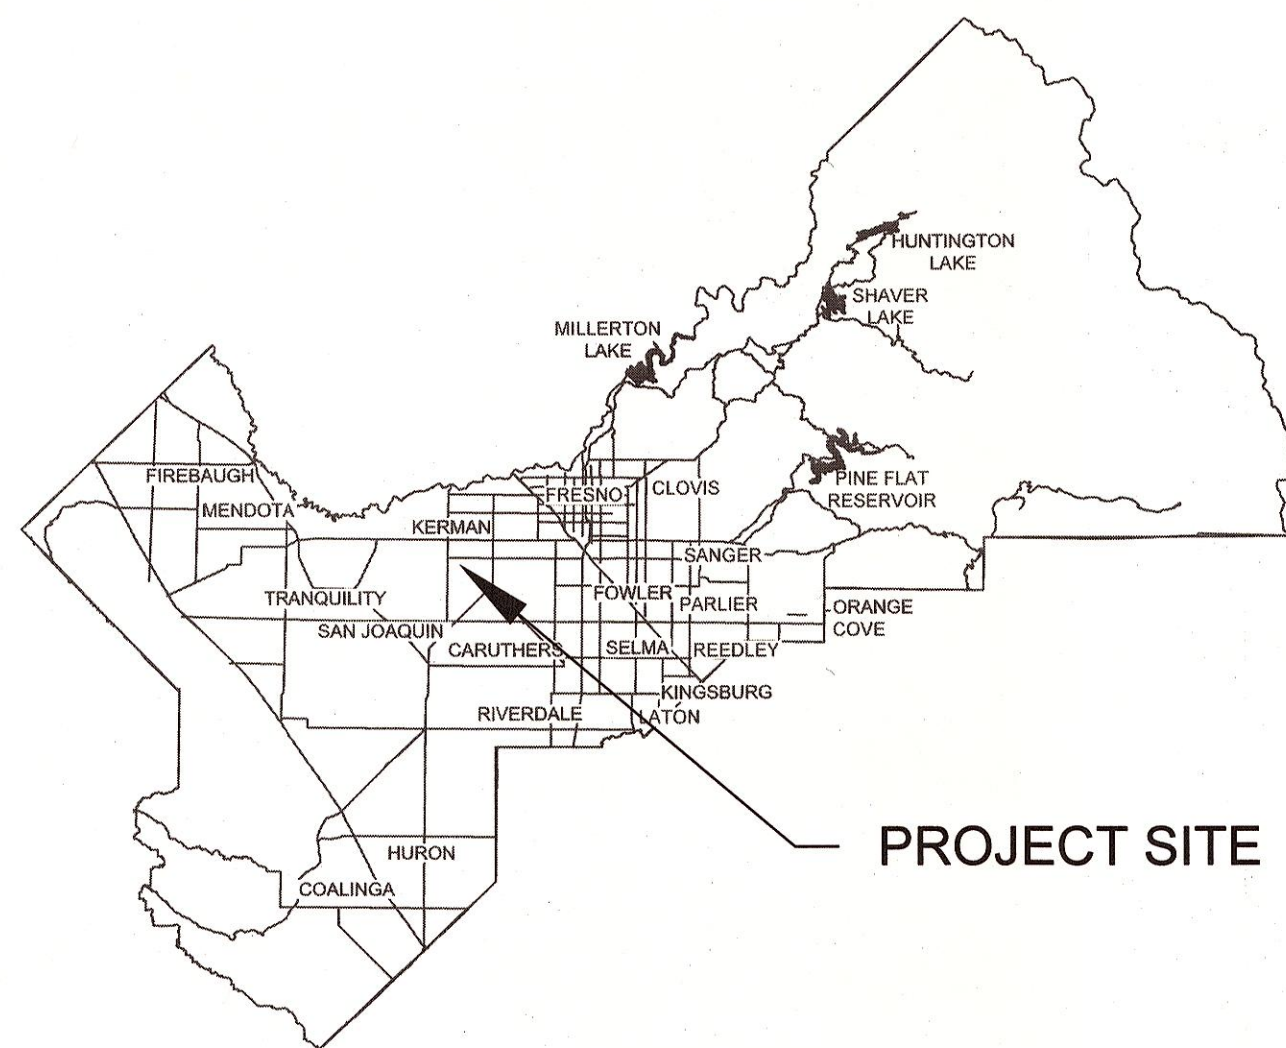 HUNTINGTON
LAKE
SHAVER
LAKE
MILLERTON
LAKE
FIREBAUGH
MENDOTA
FRESNO
CLOVIS
PINE FLAT
RESERVOIR
KERMAN
SANGER
TRANQUILITY
FOWLER
PARLIER
ORANGE
COVE
SAN JOAQUIN
CARUTHERS
SELMA
REEDLEY
KINGSBURG
RIVERDALE
LATON
PROJECT SITE
HURON
COALINGA